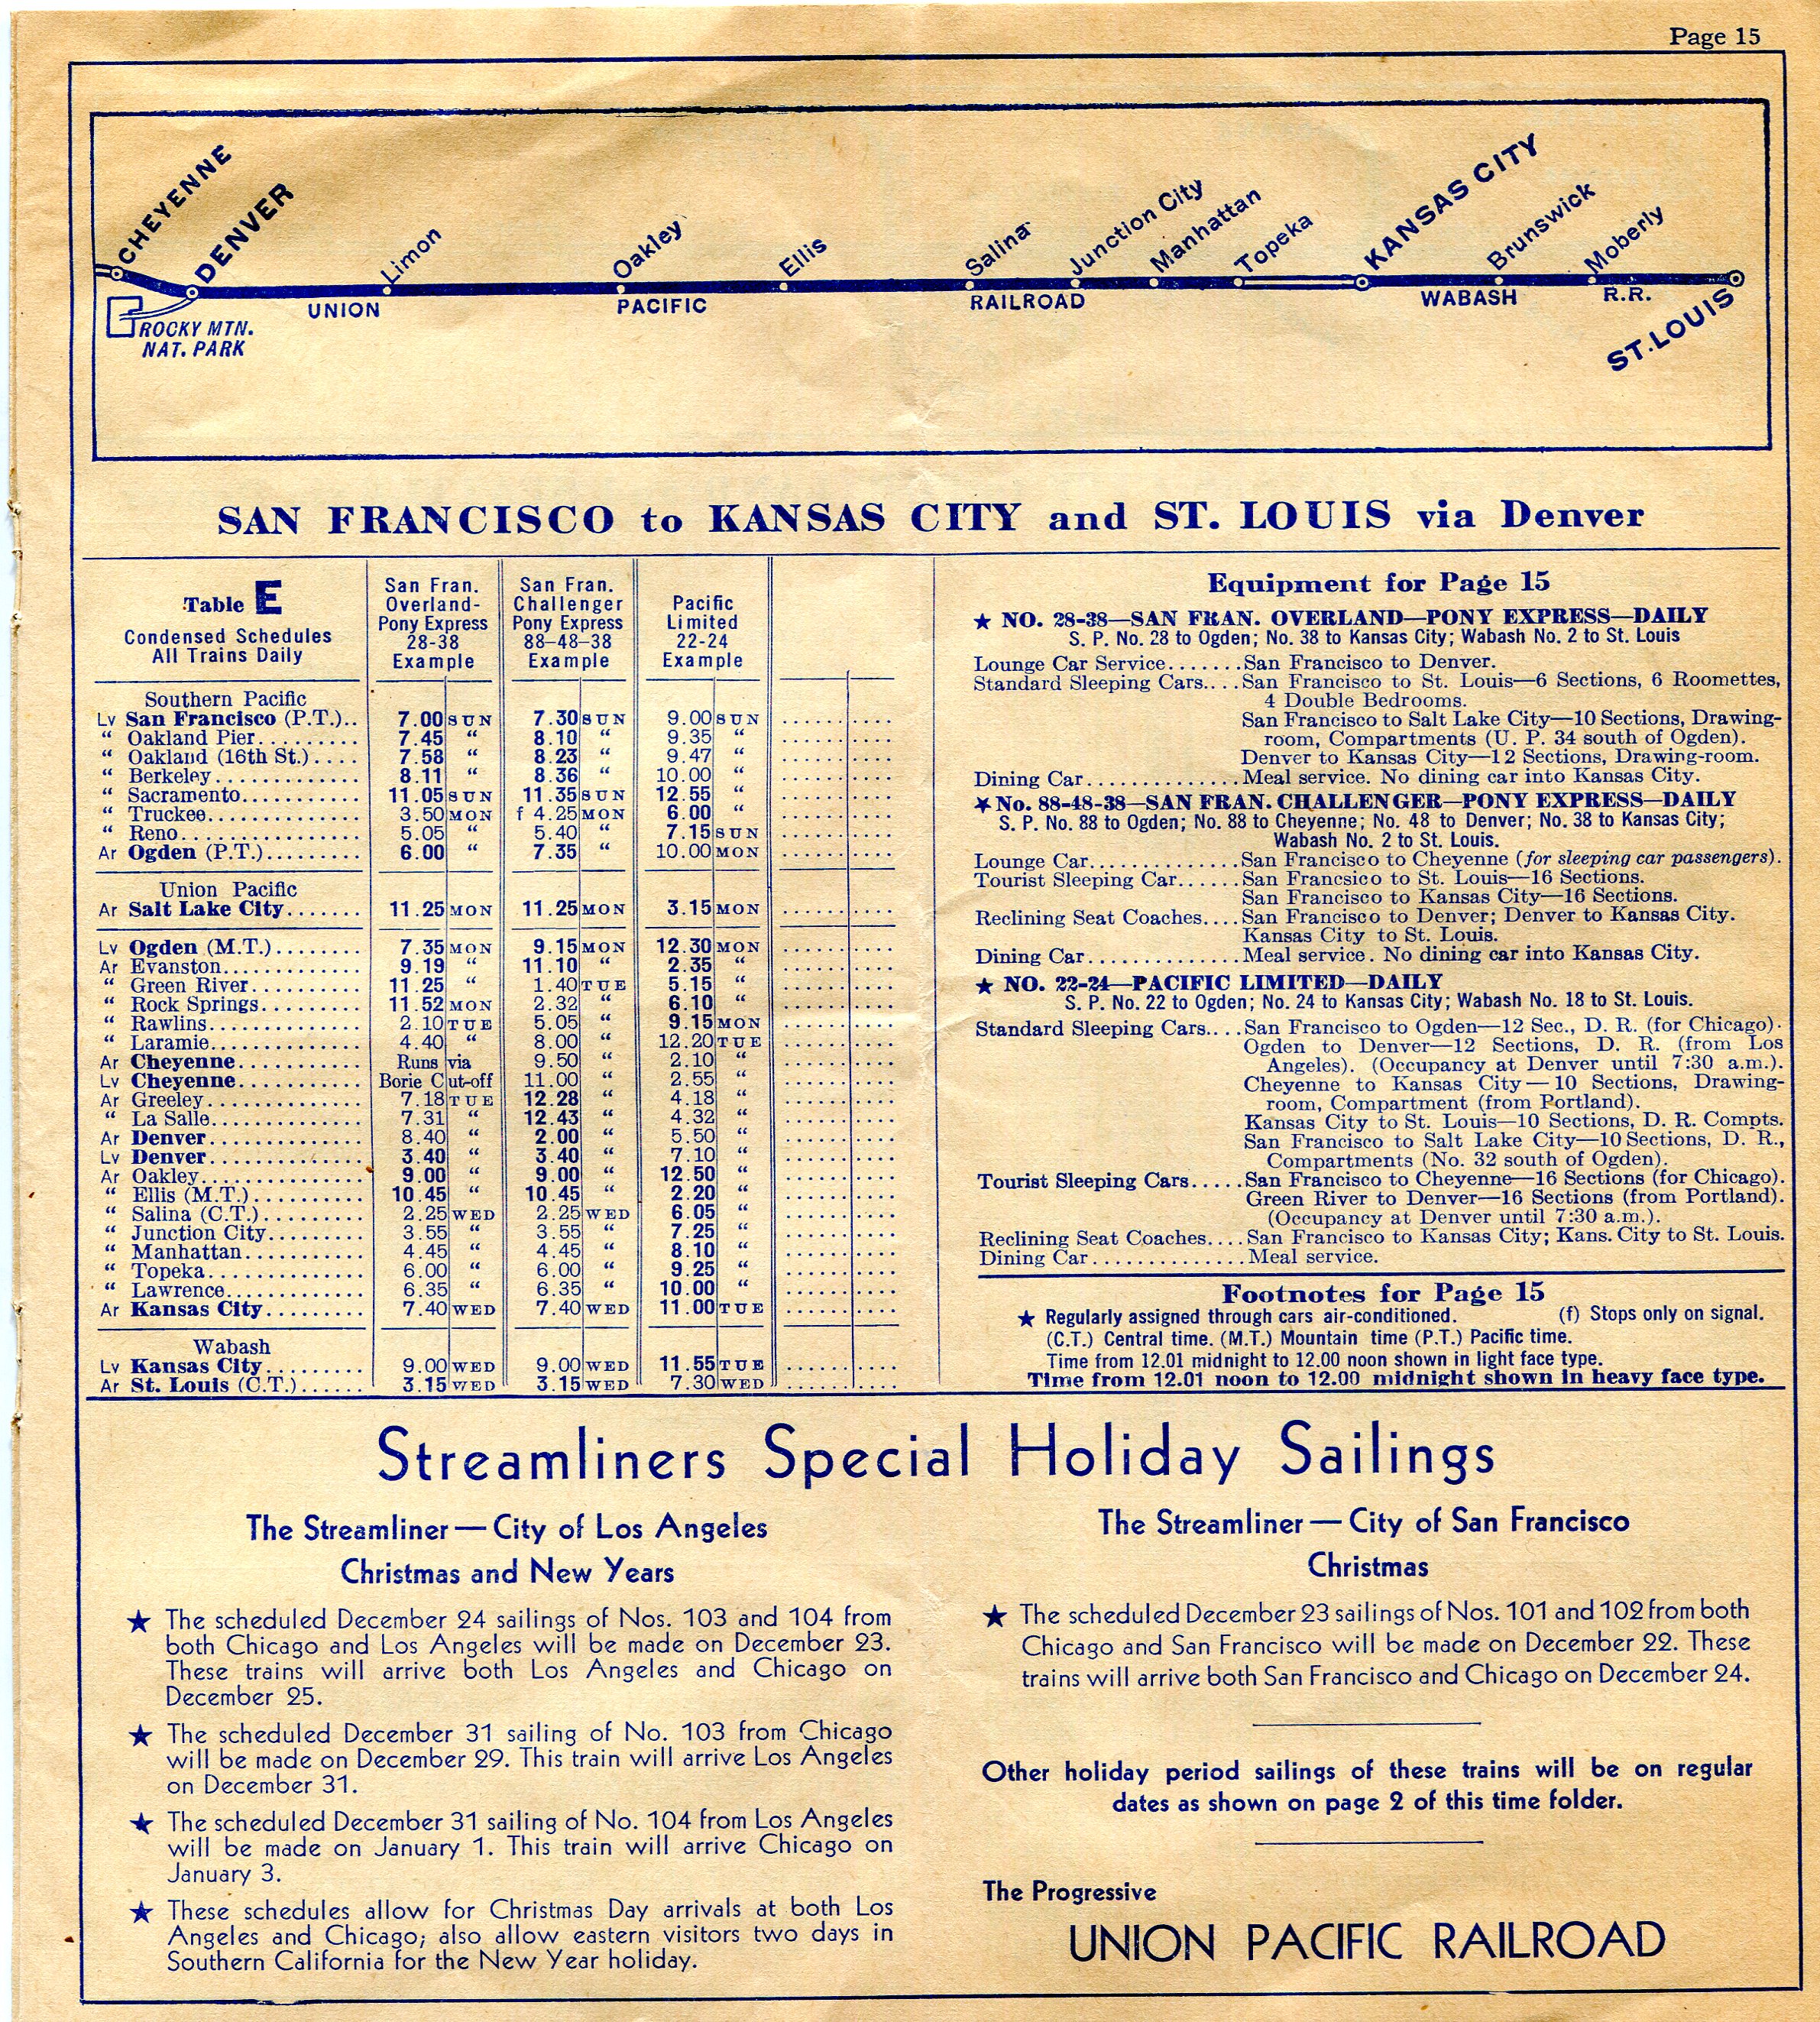 Page 15
CHEYENNE
DENVER
Limon
Oakley
Ellis
Salina
Junction City
Manhattan
Topeka
KANSAS CITY
Brunswick
Moberly
ST. LOUIS
UNION
PACIFIC
RAILROAD
WABASH
R.R.
ROCKY MTN.
NAT. PARK
SAN FRANCISCO to KANSAS CITY and ST. LOUIS via Denver
Table E
Condensed Schedules
All Trains Daily
San Fran.
Overland-
Pony Express
28-38
Example
San Fran.
Challenger
Pony Express
88-48-38
Example
Pacific
Limited
22-24
Example
Southern Pacific
Lv San Francisco (P.T.).. 7.00 SUN 7.30 SUN 9.00 SUN
“ Oakland Pier 7.45 “ 8.10 “ 9.35 “
“ Oakland (16th St.) 7.58 “ 8.23 “ 9.47 “
“ Berkeley 8.11 “ 8.36 “ 10.00 “
“ Sacramento 11.05 SUN 11.35 SUN 12.55 “
“ Truckee 3.50 MON f 4.25 MON 6.00 “
“ Reno 5.05 “ 5.40 “ 7.15 SUN
Ar Ogden (P.T.) 6.00 “ 7.35 “ 10.00 MON
Union Pacific
Ar Salt Lake City 11.25 MON 11.25 MON 3.15 MON
Lv Ogden (M.T.) 7.35 MON 9.15 MON 12.30 MON
Ar Evanston 9.19 “ 11.10 “ 2.35 “
“ Green River 11.25 “ 1.40 TUE 5.15 “
“ Rock Springs 11.52 MON 2.32 “ 6.10 “
“ Rawlins 2.10 TUE 5.05 “ 9.15 MON
“ Laramie 4.40 “ 8.00 “ 12.20 TUE
Ar Cheyenne Runs via 9.50 “ 2.10 “
Lv Cheyenne Borie Cut-off 11.00 “ 2.55 “
Ar Greeley 7.18 TUE 12.28 “ 4.18 “
“ La Salle 7.31 “ 12.43 “ 4.32 “
Ar Denver 8.40 “ 2.00 “ 5.50 “
Lv Denver 3.40 “ 3.40 “ 7.10 “
Ar Oakley 9.00 “ 9.00 “ 12.50 “
“ Ellis (M.T.) 10.45 “ 10.45 “ 2.20 “
“ Salina (C.T.) 2.25 WED 2.25 WED 6.05 “
“ Junction City 3.55 “ 3.55 “ 7.25 “
“ Manhattan 4.45 “ 4.45 “ 8.10 “
“ Topeka 6.00 “ 6.00 “ 9.25 “
“ Lawrence 6.35 “ 6.35 “ 10.00 “
Ar Kansas City 7.40 WED 7.40 WED 11.00 TUE
Wabash
Lv Kansas City 9.00 WED 9.00 WED 11.55 TUE
Ar St. Louis (C.T.) 3.15 WED 3.15 WED 7.30 WED
Equipment for Page 15
★ NO. 28-38—SAN FRAN. OVERLAND—PONY EXPRESS—DAILY
S. P. No. 28 to Ogden; No. 38 to Kansas City; Wabash No. 2 to St. Louis
Lounge Car Service.......San Francisco to Denver.
Standard Sleeping Cars....San Francisco to St. Louis—6 Sections, 6 Roomettes,
4 Double Bedrooms.
San Francisco to Salt Lake City—10 Sections, Drawing-
room, Compartments (U. P. 34 south of Ogden).
Denver to Kansas City—12 Sections, Drawing-room.
Dining Car..............Meal service. No dining car into Kansas City.
★ No. 88-48-38—SAN FRAN. CHALLENGER—PONY EXPRESS—DAILY
S. P. No. 88 to Ogden; No. 88 to Cheyenne; No. 48 to Denver; No. 38 to Kansas City;
Wabash No. 2 to St. Louis.
Lounge Car..............San Francisco to Cheyenne (for sleeping car passengers).
Tourist Sleeping Car......San Francsico to St. Louis—16 Sections.
San Francisco to Kansas City—16 Sections.
Reclining Seat Coaches....San Francisco to Denver; Denver to Kansas City.
Kansas City to St. Louis.
Dining Car..............Meal service. No dining car into Kansas City.
★ NO. 22-24—PACIFIC LIMITED—DAILY
S. P. No. 22 to Ogden; No. 24 to Kansas City; Wabash No. 18 to St. Louis.
Standard Sleeping Cars....San Francisco to Ogden—12 Sec., D. R. (for Chicago).
Ogden to Denver—12 Sections, D. R. (from Los
Angeles). (Occupancy at Denver until 7:30 a.m.).
Cheyenne to Kansas City—10 Sections, Drawing-
room, Compartment (from Portland).
Kansas City to St. Louis—10 Sections, D. R. Compts.
San Francisco to Salt Lake City—10 Sections, D. R.,
Compartments (No. 32 south of Ogden).
Tourist Sleeping Cars.....San Francisco to Cheyenne—16 Sections (for Chicago).
Green River to Denver—16 Sections (from Portland).
(Occupancy at Denver until 7:30 a.m.).
Reclining Seat Coaches....San Francisco to Kansas City; Kans. City to St. Louis.
Dining Car..............Meal service.
Footnotes for Page 15
★ Regularly assigned through cars air-conditioned. (f) Stops only on signal.
(C.T.) Central time. (M.T.) Mountain time (P.T.) Pacific time.
Time from 12.01 midnight to 12.00 noon shown in light face type.
Time from 12.01 noon to 12.00 midnight shown in heavy face type.
Streamliners Special Holiday Sailings
The Streamliner — City of Los Angeles
Christmas and New Years
★ The scheduled December 24 sailings of Nos. 103 and 104 from
both Chicago and Los Angeles will be made on December 23.
These trains will arrive both Los Angeles and Chicago on
December 25.
★ The scheduled December 31 sailing of No. 103 from Chicago
will be made on December 29. This train will arrive Los Angeles
on December 31.
★ The scheduled December 31 sailing of No. 104 from Los Angeles
will be made on January 1. This train will arrive Chicago on
January 3.
★ These schedules allow for Christmas Day arrivals at both Los
Angeles and Chicago; also allow eastern visitors two days in
Southern California for the New Year holiday.
The Streamliner — City of San Francisco
Christmas
★ The scheduled December 23 sailings of Nos. 101 and 102 from both
Chicago and San Francisco will be made on December 22. These
trains will arrive both San Francisco and Chicago on December 24.
Other holiday period sailings of these trains will be on regular
dates as shown on page 2 of this time folder.
The Progressive
UNION PACIFIC RAILROAD